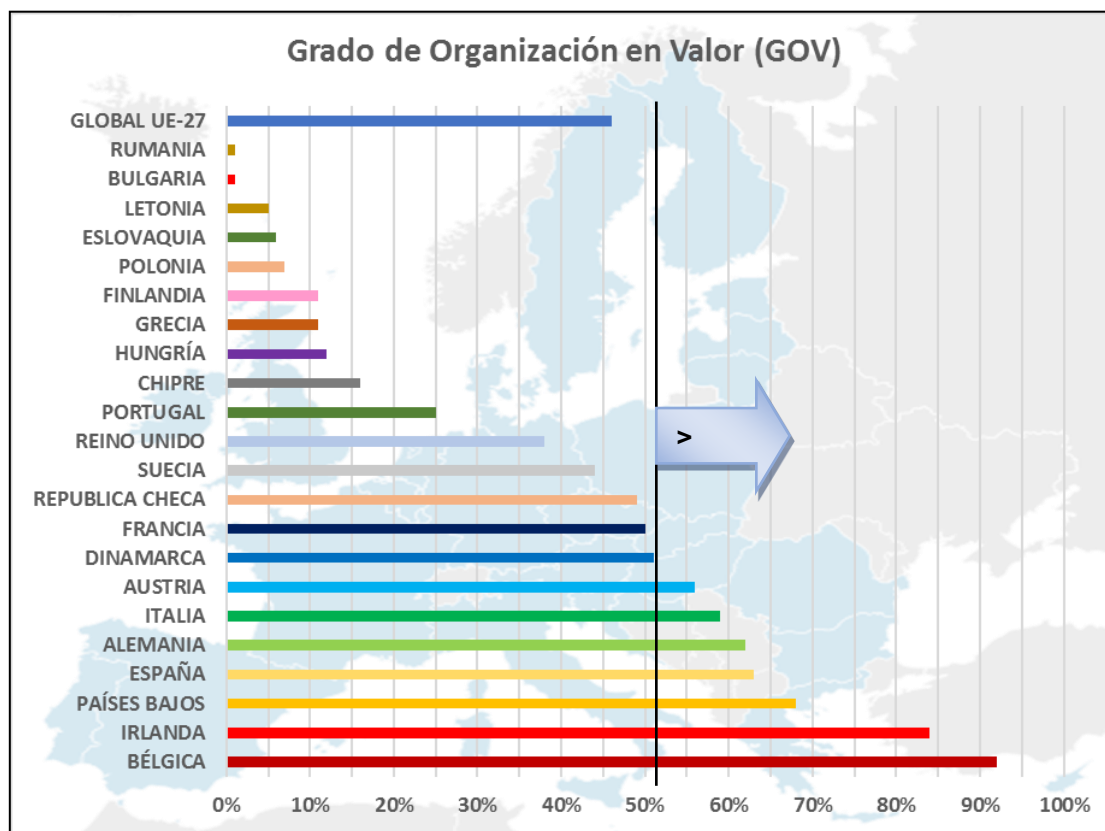 Grado de Organización en Valor (GOV)
GLOBAL UE-27
RUMANIA
BULGARIA
LETONIA
ESLOVAQUIA
POLONIA
FINLANDIA
GRECIA
HUNGRÍA
CHIPRE
PORTUGAL
REINO UNIDO
>
SUECIA
REPUBLICA CHECA
FRANCIA
DINAMARCA
AUSTRIA
ITALIA
ALEMANIA
ESPAÑA
PAÍSES BAJOS
IRLANDA
BÉLGICA
0% 10% 20% 30% 40% 50% 60% 70% 80% 90% 100%